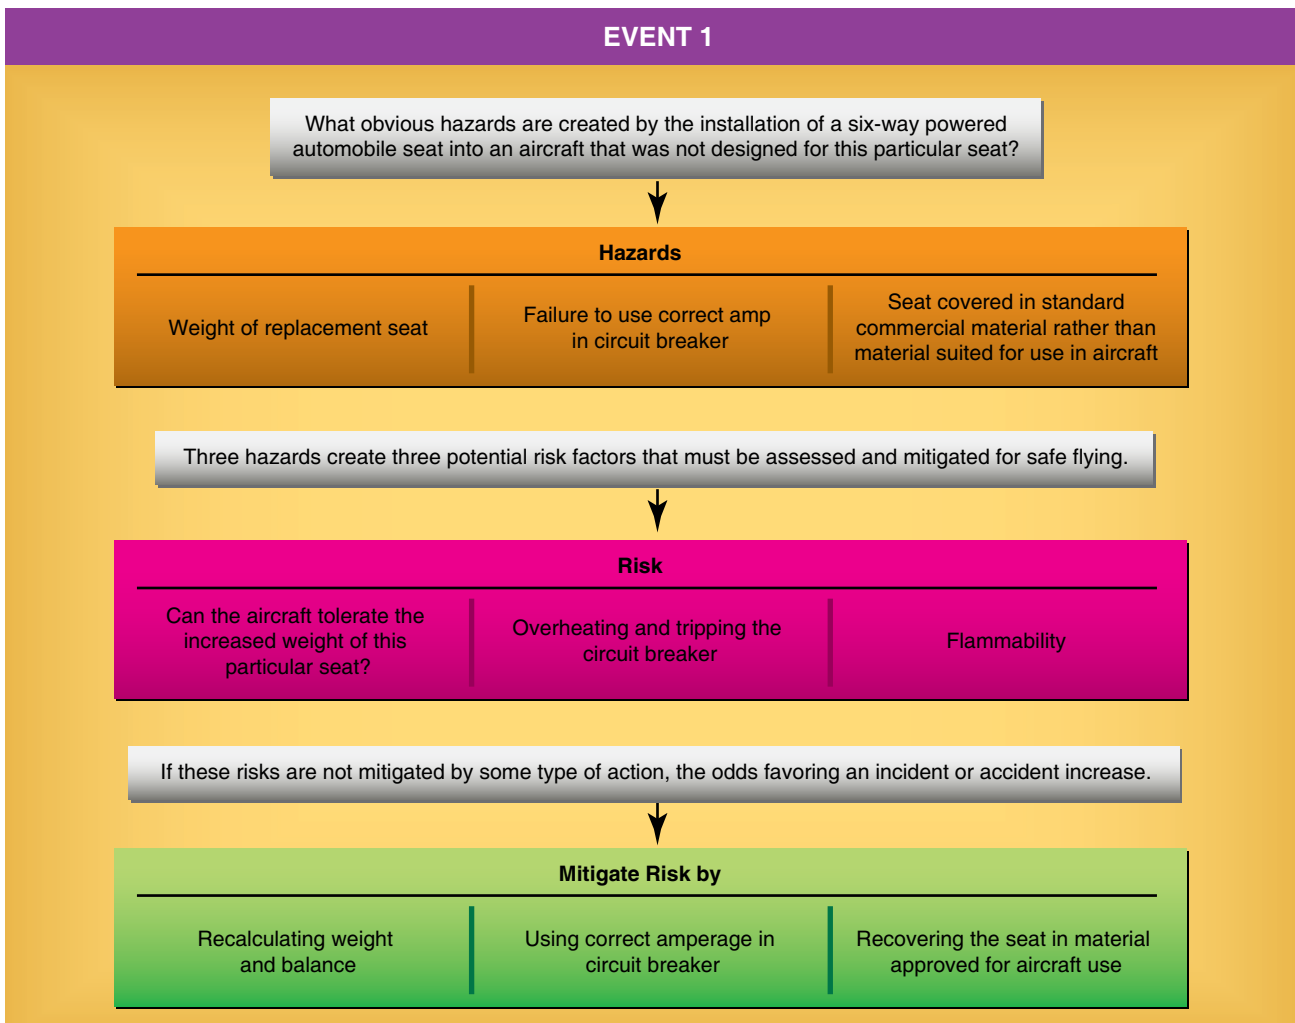 EVENT 1
What obvious hazards are created by the installation of a six-way powered
automobile seat into an aircraft that was not designed for this particular seat?
Hazards
Weight of replacement seat
Failure to use correct amp
in circuit breaker
Seat covered in standard
commercial material rather than
material suited for use in aircraft
Three hazards create three potential risk factors that must be assessed and mitigated for safe flying.
Risk
Can the aircraft tolerate the
increased weight of this
particular seat?
Overheating and tripping the
circuit breaker
Flammability
If these risks are not mitigated by some type of action, the odds favoring an incident or accident increase.
Mitigate Risk by
Recalculating weight
and balance
Using correct amperage in
circuit breaker
Recovering the seat in material
approved for aircraft use